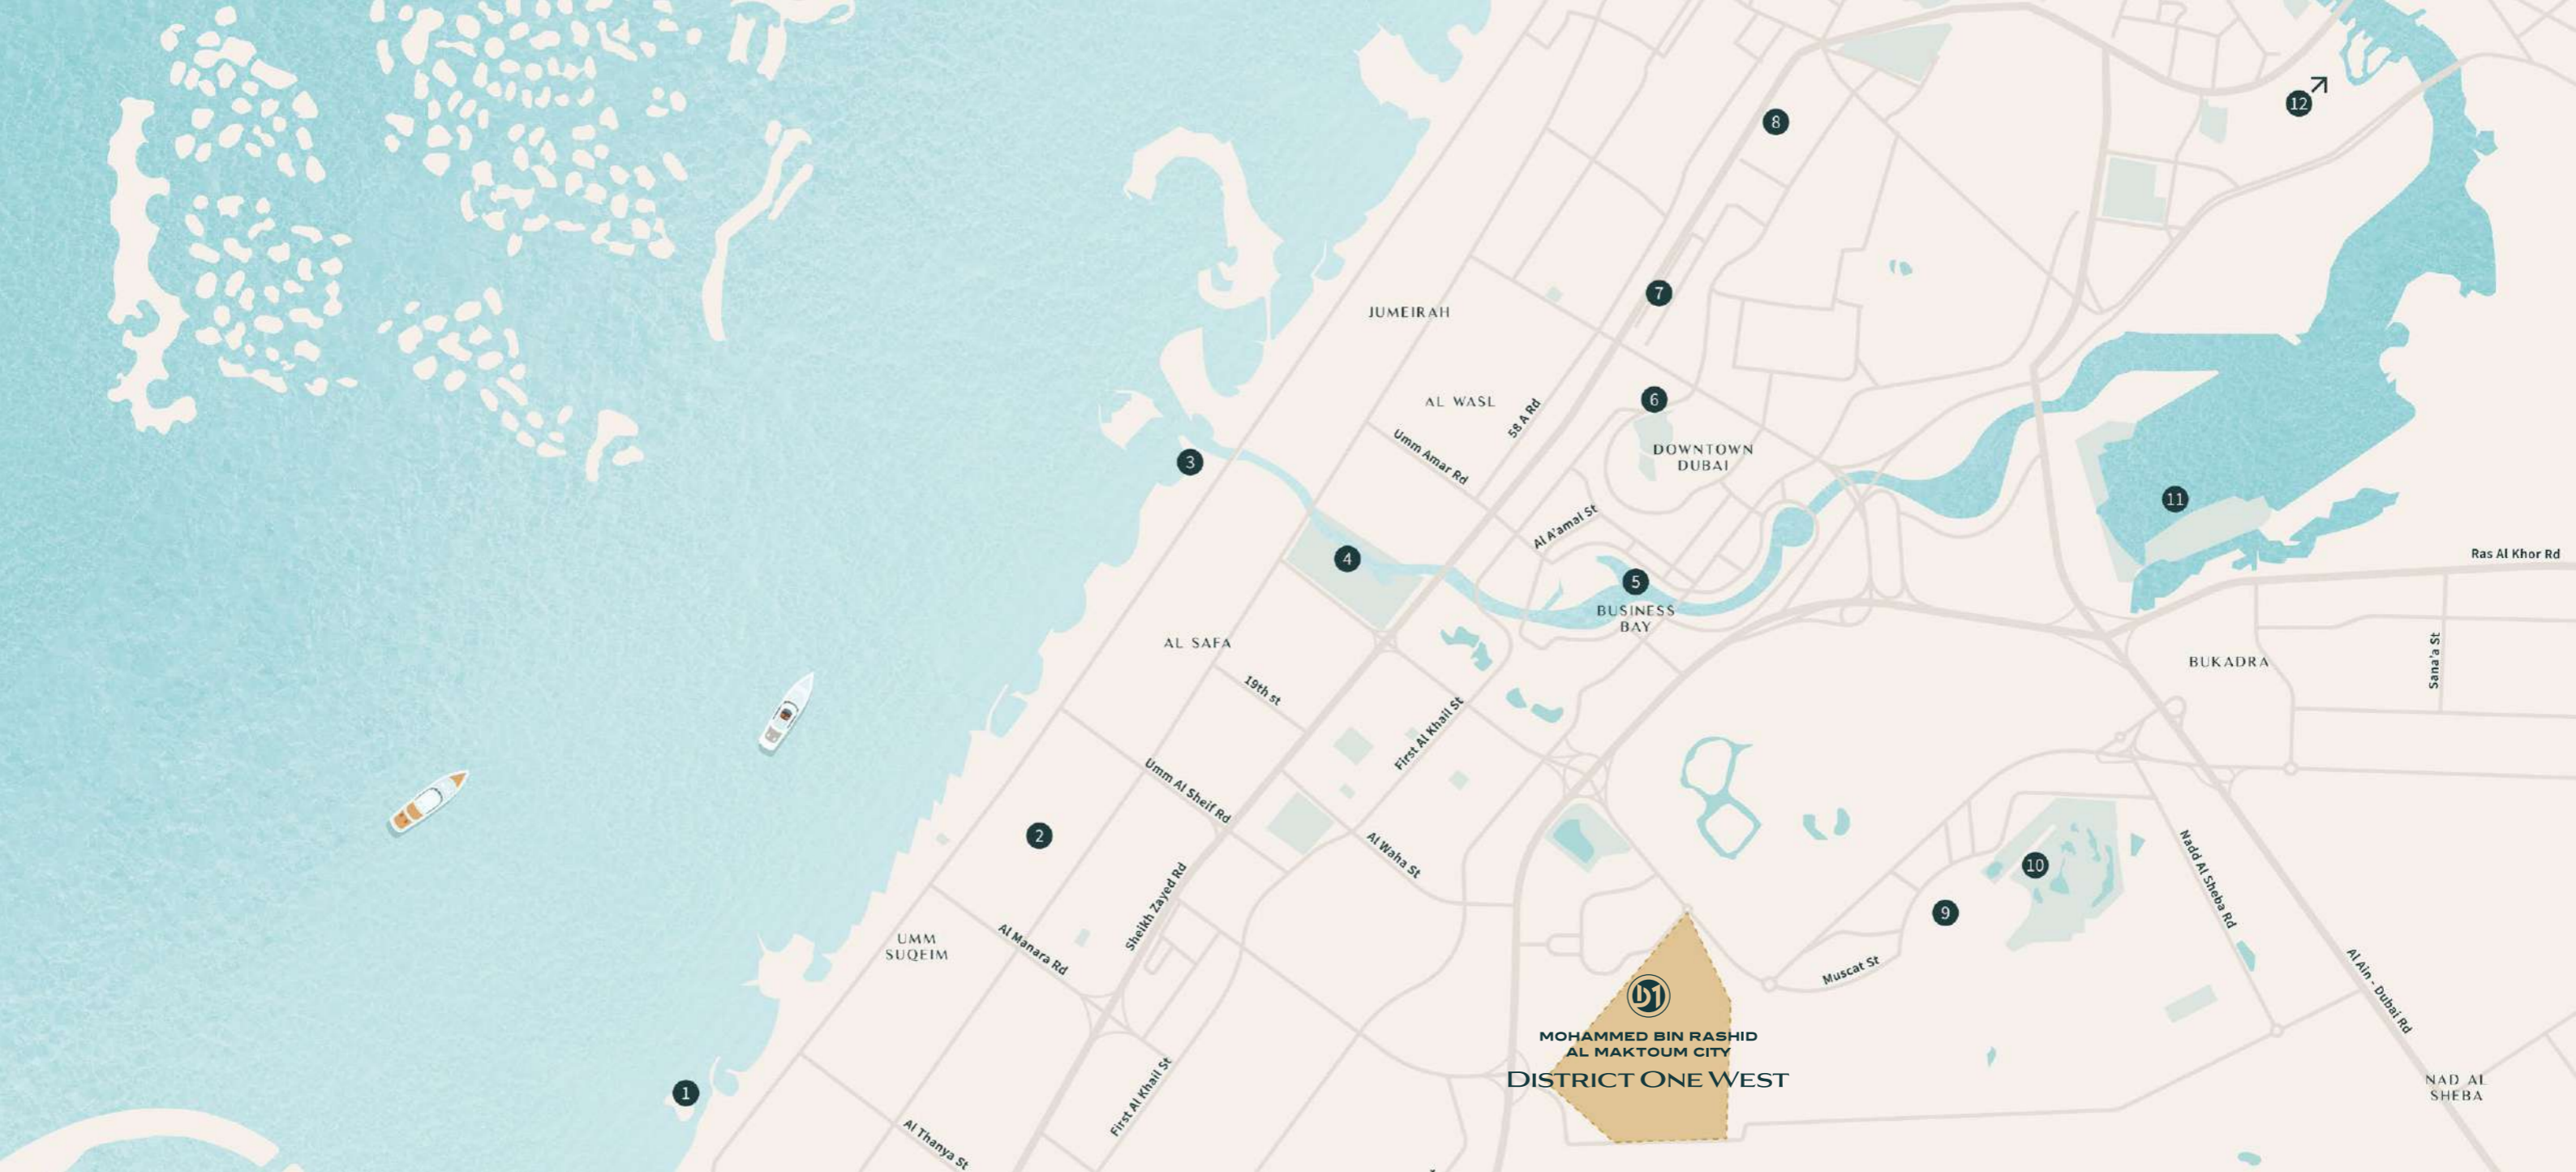 8
12
7
JUMEIRAH
6
AL WASL
58 A Rd
Umm Amar Rd
DOWNTOWN
DUBAI
3
11
Al A'amal St
4
Ras Al Khor Rd
5
BUSINESS
BAY
AL SAFA
Sana'a St
BUKADRA
19th st
First Al Khail St
Umm Al Sheif Rd
2
Al Waha St
10
Nadd Al Sheba Rd
9
Sheikh Zayed Rd
UMM
SUQEIM
Al Manara Rd
Muscat St
Al Ain - Dubai Rd
D1
MOHAMMED BIN RASHID
AL MAKTOUM CITY
DISTRICT ONE WEST
1
First Al Khail St
NAD AL
SHEBA
Al Thanya St